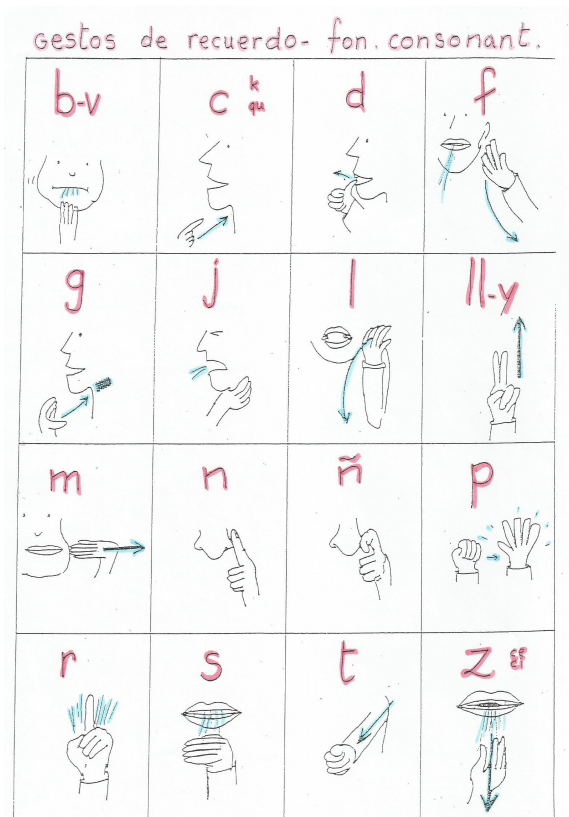 Gestos de recuerdo- fon. consonant.
b-v
c k qu
d
f
g
j
l
ll-y
m
n
ñ
p
r
s
t
z ce ci